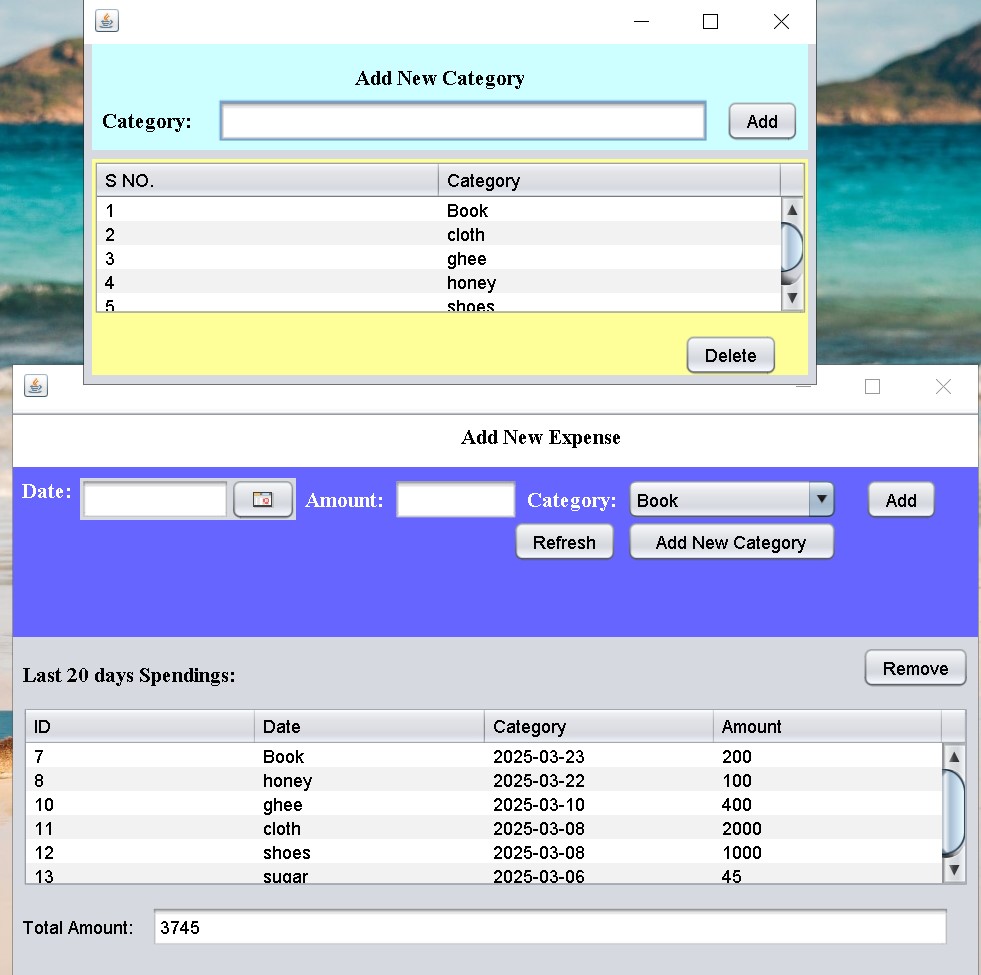 Add New Category
Category: Add
S NO. Category
1 Book
2 cloth
3 ghee
4 honey
5 shoes
Delete
Add New Expense
Date: Amount: Category: Book Add
Refresh Add New Category
Last 20 days Spendings: Remove
ID Date Category Amount
7 Book 2025-03-23 200
8 honey 2025-03-22 100
10 ghee 2025-03-10 400
11 cloth 2025-03-08 2000
12 shoes 2025-03-08 1000
13 sugar 2025-03-06 45
Total Amount: 3745